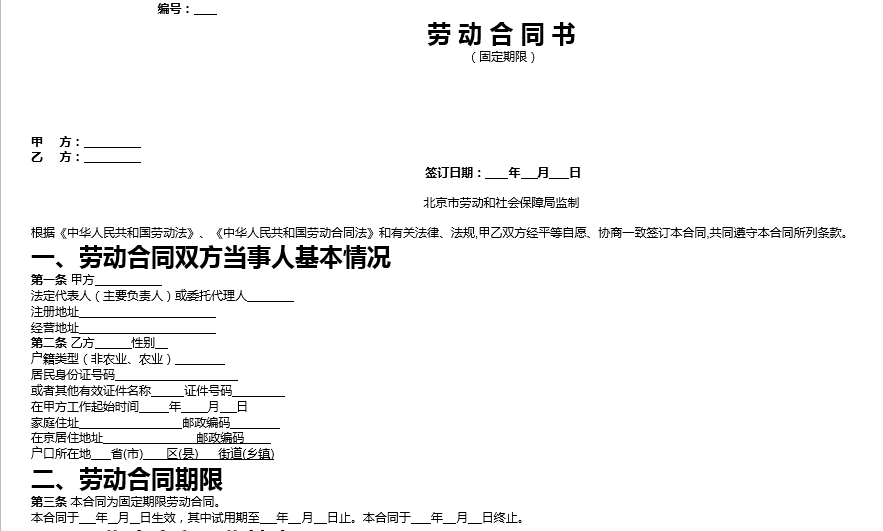 编号：____
劳 动 合 同 书
（固定期限）
甲 方：_________
乙 方：_________
签订日期：____年___月___日
北京市劳动和社会保障局监制
根据《中华人民共和国劳动法》、《中华人民共和国劳动合同法》和有关法律、法规,甲乙双方经平等自愿、协商一致签订本合同,共同遵守本合同所列条款。
一、劳动合同双方当事人基本情况
第一条 甲方___________
法定代表人（主要负责人）或委托代理人________
注册地址_______________________
经营地址_______________________
第二条 乙方______性别__
户籍类型（非农业、农业）________
居民身份证号码_____________________
或者其他有效证件名称_____证件号码_________
在甲方工作起始时间_____年____月___日
家庭住址_________________邮政编码________
在京居住地址_______________邮政编码____
户口所在地___省(市)____区(县)___街道(乡镇)
二、劳动合同期限
第三条 本合同为固定期限劳动合同。
本合同于___年__月__日生效，其中试用期至___年__月__日止。本合同于___年__月__日终止。